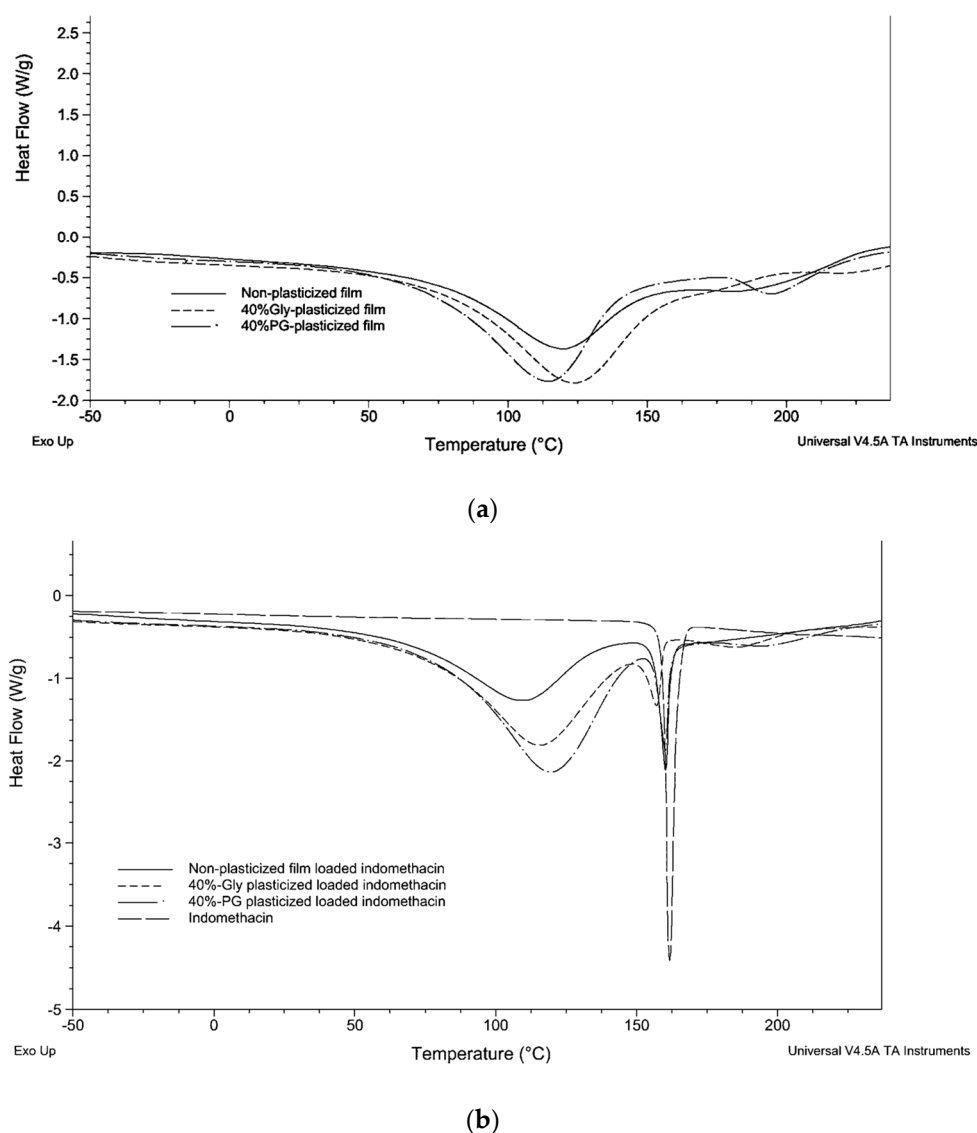 Heat Flow (W/g)
2.5
2.0
1.5
1.0
0.5
0.0
-0.5
-1.0
-1.5
-2.0
Non-plasticized film
40%Gly-plasticized film
40%PG-plasticized film
-50 0 50 100 150 200
Exo Up Temperature (°C) Universal V4.5A TA Instruments
(a)
Heat Flow (W/g)
0
-1
-2
-3
-4
-5
Non-plasticized film loaded indomethacin
40%-Gly plasticized loaded indomethacin
40%-PG plasticized loaded indomethacin
Indomethacin
-50 0 50 100 150 200
Exo Up Temperature (°C) Universal V4.5A TA Instruments
(b)